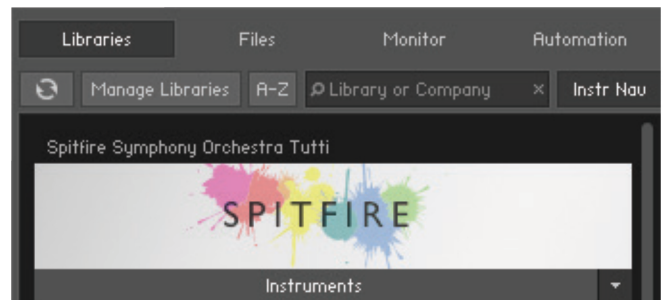 Libraries Files Monitor Automation
Manage Libraries A-Z Library or Company × Instr Nav
Spitfire Symphony Orchestra Tutti
SPITFIRE
Instruments